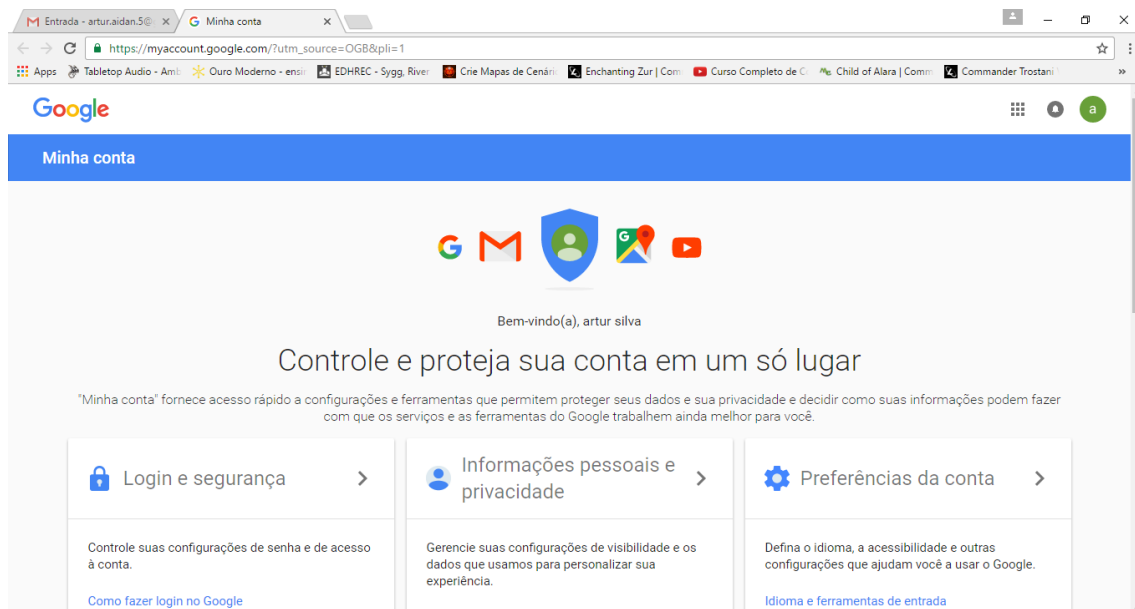 Entrada - artur.aidan.5@
Minha conta
https://myaccount.google.com/?utm_source=OGB&pli=1
Apps
Tabletop Audio - Amb
Ouro Moderno - ensin
EDHREC - Sygg, River
Crie Mapas de Cenári
Enchanting Zur | Com
Curso Completo de C
Child of Alara | Comm
Commander Trostani
»
Google
a
Minha conta
G
Bem-vindo(a), artur silva
Controle e proteja sua conta em um só lugar
"Minha conta" fornece acesso rápido a configurações e ferramentas que permitem proteger seus dados e sua privacidade e decidir como suas informações podem fazer
com que os serviços e as ferramentas do Google trabalhem ainda melhor para você.
Login e segurança
Informações pessoais e
privacidade
Preferências da conta
Controle suas configurações de senha e de acesso
à conta.
Como fazer login no Google
Gerencie suas configurações de visibilidade e os
dados que usamos para personalizar sua
experiência.
Defina o idioma, a acessibilidade e outras
configurações que ajudam você a usar o Google.
Idioma e ferramentas de entrada